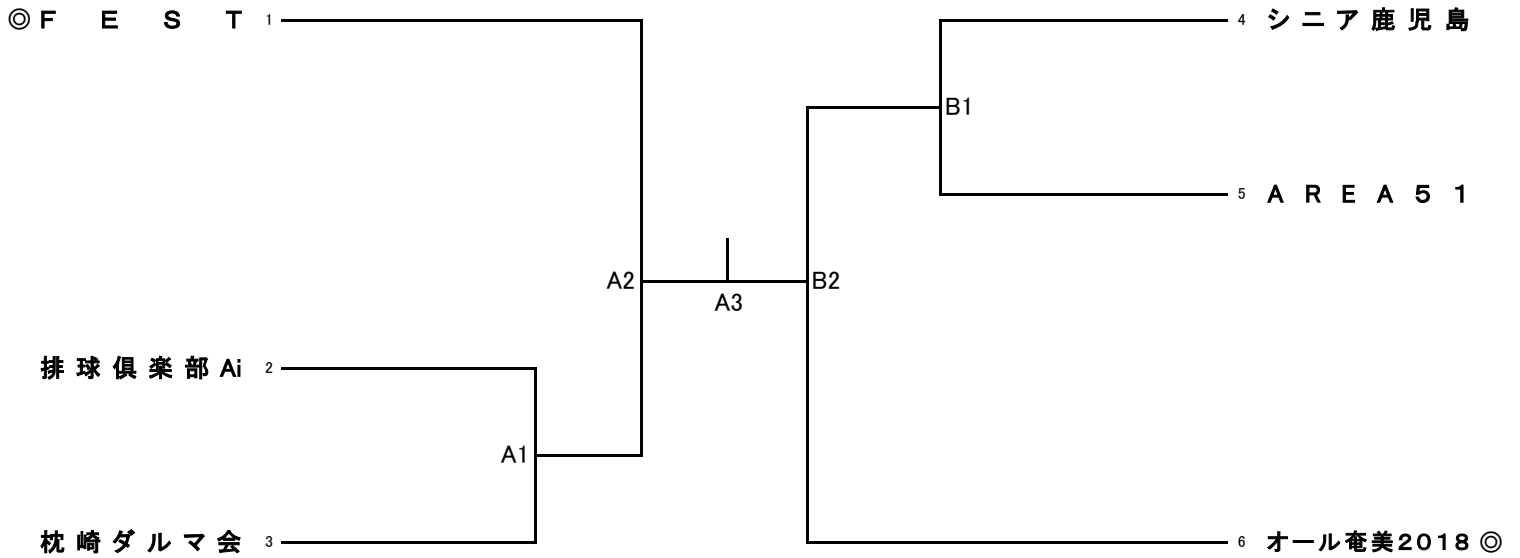 ◎ＦＥＳＴ 1
4 シニア鹿児島
B1
5 ＡＲＥＡ５１
A2
B2
A3
排球倶楽部Ai 2
A1
枕崎ダルマ会 3
6 オール奄美２０１８◎